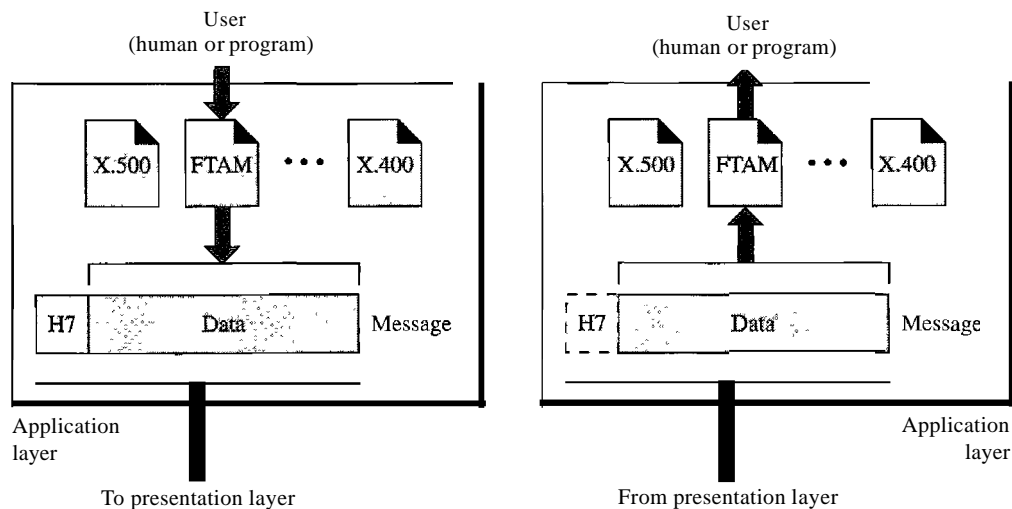 User
(human or program)
X.500
FTAM
• • •
X.400
H7
Data
Message
Application
layer
To presentation layer
User
(human or program)
X.500
FTAM
• • •
X.400
H7
Data
Message
Application
layer
From presentation layer